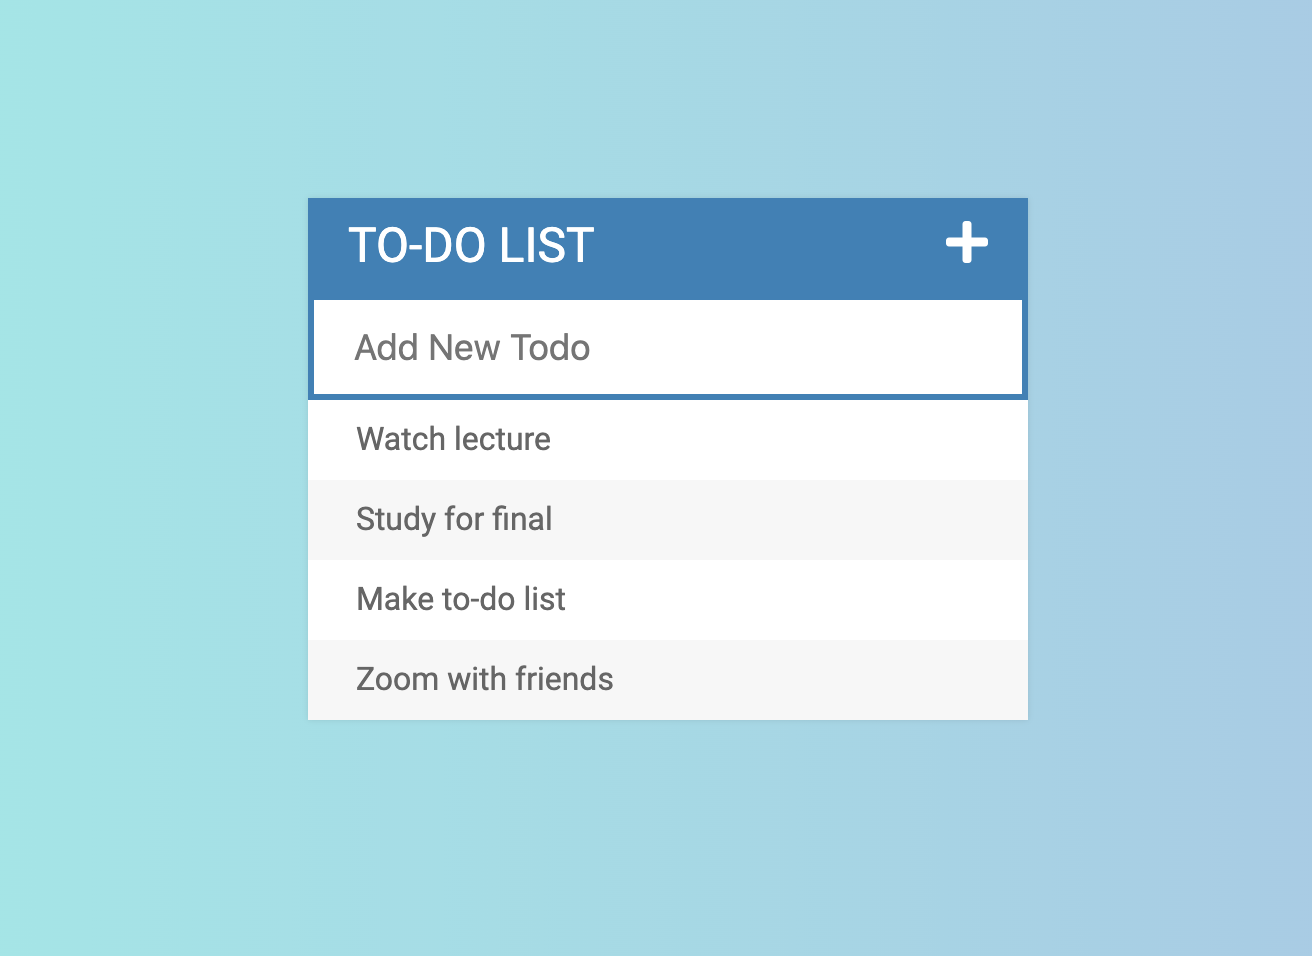 TO-DO LIST
Add New Todo
Watch lecture
Study for final
Make to-do list
Zoom with friends